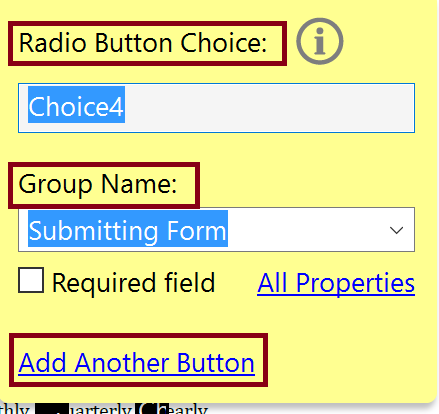 Radio Button Choice:
Choice4
Group Name:
Submitting Form
Required field All Properties
Add Another Button